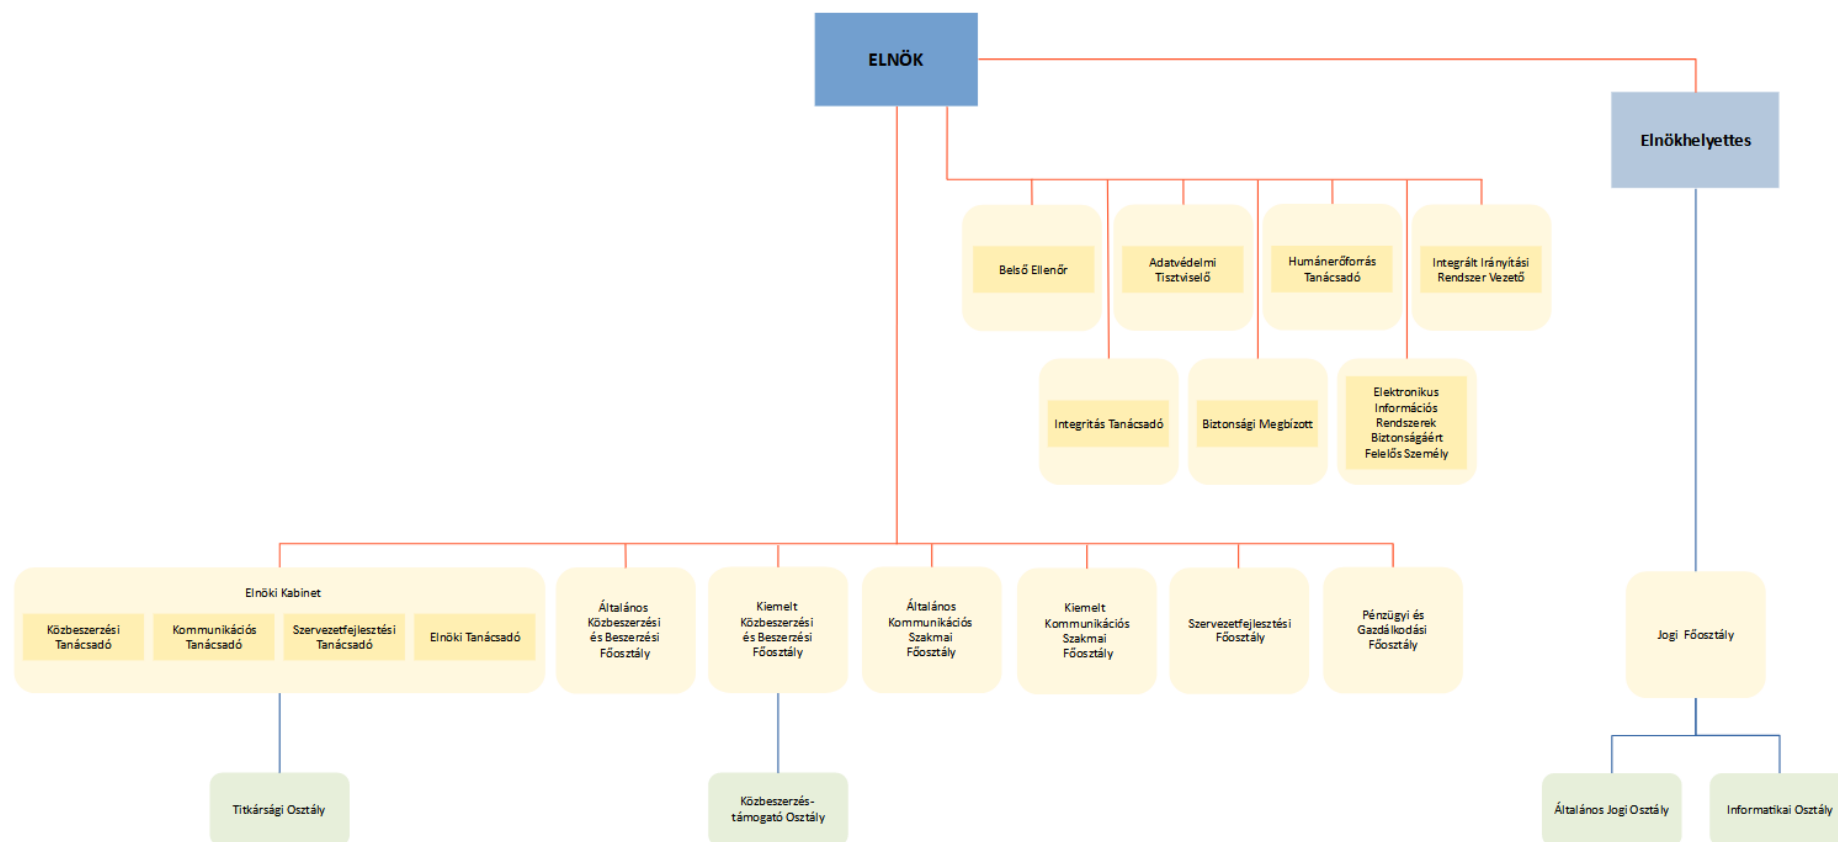 ELNÖK
Elnökhelyettes
Belső Ellenőr
Adatvédelmi
Tisztviselő
Humánerőforrás
Tanácsadó
Integrált Irányítási
Rendszer Vezető
Integritás Tanácsadó
Biztonsági Megbízott
Elektronikus
Információs
Rendszerek
Biztonságáért
Felelős Személy
Elnöki Kabinet
Közbeszerzési
Tanácsadó
Kommunikációs
Tanácsadó
Szervezetfejlesztési
Tanácsadó
Elnöki Tanácsadó
Általános
Közbeszerzési
és Beszerzési
Főosztály
Kiemelt
Közbeszerzési
és Beszerzési
Főosztály
Általános
Kommunikációs
Szakmai
Főosztály
Kiemelt
Kommunikációs
Szakmai
Főosztály
Szervezetfejlesztési
Főosztály
Pénzügyi és
Gazdálkodási
Főosztály
Jogi Főosztály
Titkársági Osztály
Közbeszerzés-
támogató Osztály
Általános Jogi Osztály
Informatikai Osztály